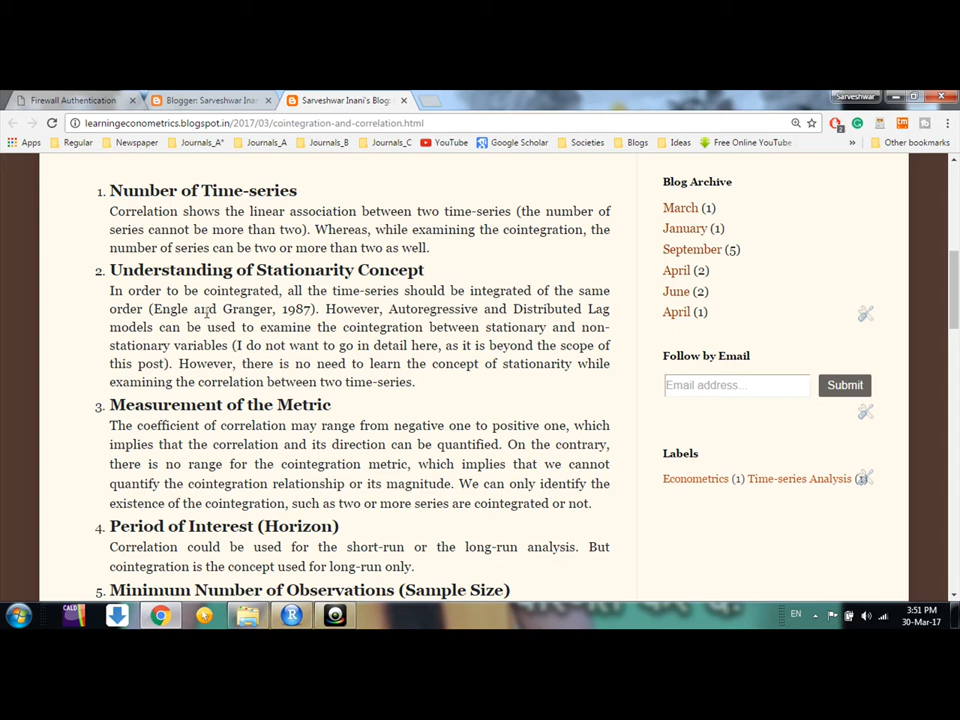 Firewall Authentication
Blogger: Sarveshwar Inani
Sarveshwar Inani's Blog
Sarveshwar
learningeconometrics.blogspot.in/2017/03/cointegration-and-correlation.html
Apps
Regular
Newspaper
Journals_A*
Journals_A
Journals_B
Journals_C
YouTube
Google Scholar
Societies
Blogs
Ideas
Free Online YouTube
»
Other bookmarks
1. Number of Time-series
Correlation shows the linear association between two time-series (the number of
series cannot be more than two). Whereas, while examining the cointegration, the
number of series can be two or more than two as well.
2. Understanding of Stationarity Concept
In order to be cointegrated, all the time-series should be integrated of the same
order (Engle and Granger, 1987). However, Autoregressive and Distributed Lag
models can be used to examine the cointegration between stationary and non-
stationary variables (I do not want to go in detail here, as it is beyond the scope of
this post). However, there is no need to learn the concept of stationarity while
examining the correlation between two time-series.
3. Measurement of the Metric
The coefficient of correlation may range from negative one to positive one, which
implies that the correlation and its direction can be quantified. On the contrary,
there is no range for the cointegration metric, which implies that we cannot
quantify the cointegration relationship or its magnitude. We can only identify the
existence of the cointegration, such as two or more series are cointegrated or not.
4. Period of Interest (Horizon)
Correlation could be used for the short-run or the long-run analysis. But
cointegration is the concept used for long-run only.
5. Minimum Number of Observations (Sample Size)
Blog Archive
March (1)
January (1)
September (5)
April (2)
June (2)
April (1)
Follow by Email
Email address...
Submit
Labels
Econometrics (1) Time-series Analysis
CALD
R
EN
3:51 PM
30-Mar-17